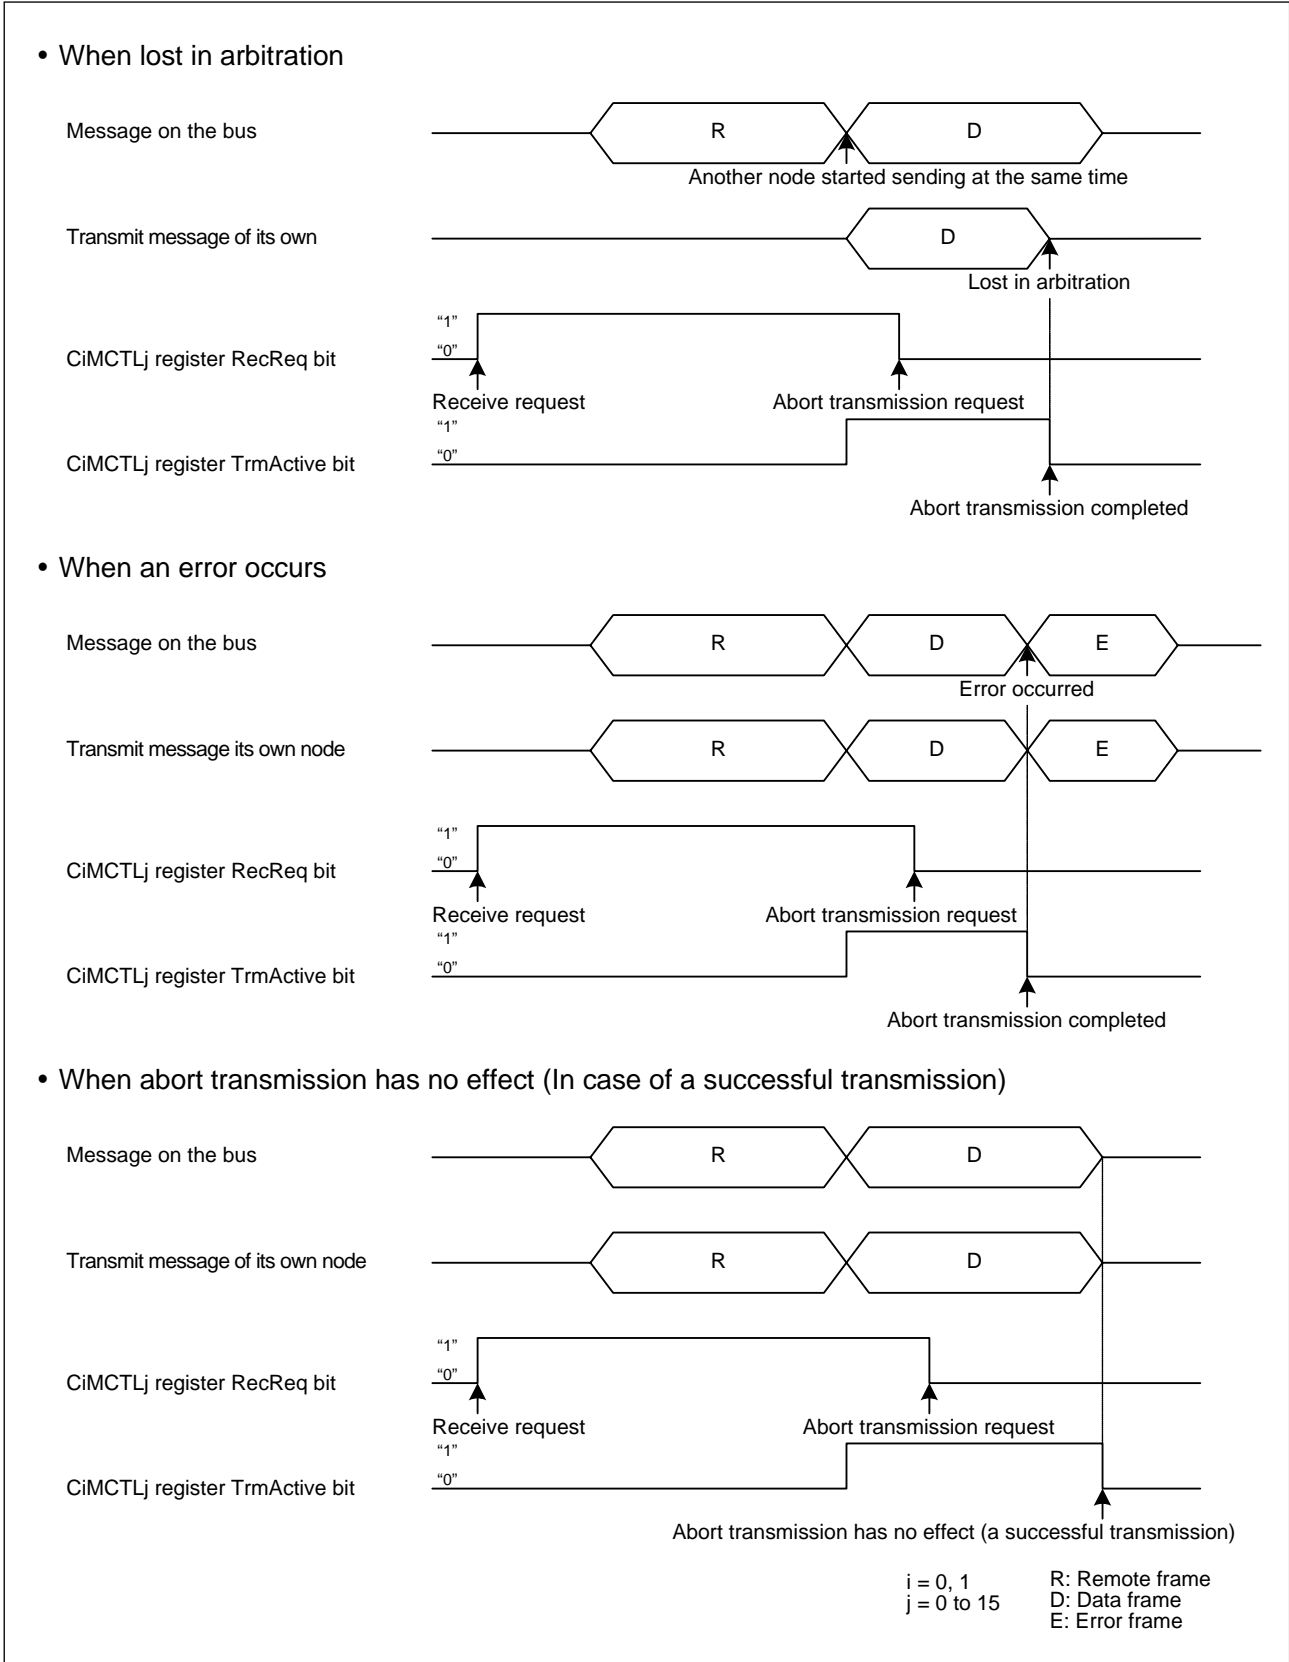 • When lost in arbitration
Message on the bus
R
D
Another node started sending at the same time
Transmit message of its own
D
Lost in arbitration
“1”
CiMCTLj register RecReq bit
“0”
Receive request
Abort transmission request
“1”
CiMCTLj register TrmActive bit
“0”
Abort transmission completed
• When an error occurs
Message on the bus
R
D
E
Error occurred
Transmit message its own node
R
D
E
“1”
CiMCTLj register RecReq bit
“0”
Receive request
Abort transmission request
“1”
CiMCTLj register TrmActive bit
“0”
Abort transmission completed
• When abort transmission has no effect (In case of a successful transmission)
Message on the bus
R
D
Transmit message of its own node
R
D
“1”
CiMCTLj register RecReq bit
“0”
Receive request
Abort transmission request
“1”
CiMCTLj register TrmActive bit
“0”
Abort transmission has no effect (a successful transmission)
i = 0, 1
j = 0 to 15
R: Remote frame
D: Data frame
E: Error frame